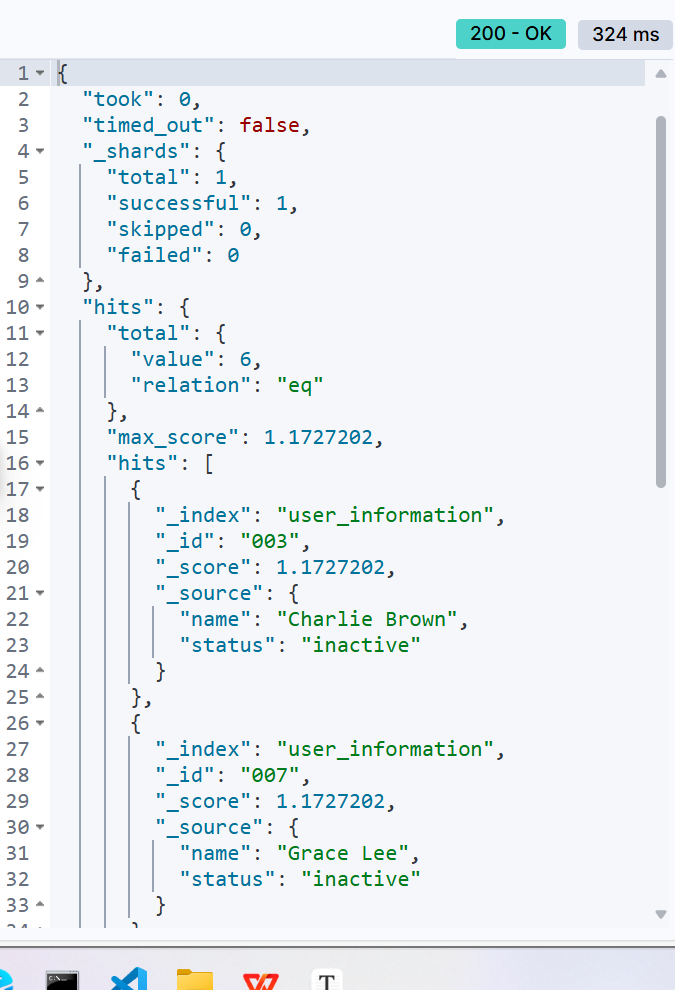 200 - OK 324 ms
1 {
2 "took": 0,
3 "timed_out": false,
4 "_shards": {
5 "total": 1,
6 "successful": 1,
7 "skipped": 0,
8 "failed": 0
9 },
10 "hits": {
11 "total": {
12 "value": 6,
13 "relation": "eq"
14 },
15 "max_score": 1.1727202,
16 "hits": [
17 {
18 "_index": "user_information",
19 "_id": "003",
20 "_score": 1.1727202,
21 "_source": {
22 "name": "Charlie Brown",
23 "status": "inactive"
24 }
25 },
26 {
27 "_index": "user_information",
28 "_id": "007",
29 "_score": 1.1727202,
30 "_source": {
31 "name": "Grace Lee",
32 "status": "inactive"
33 }
T